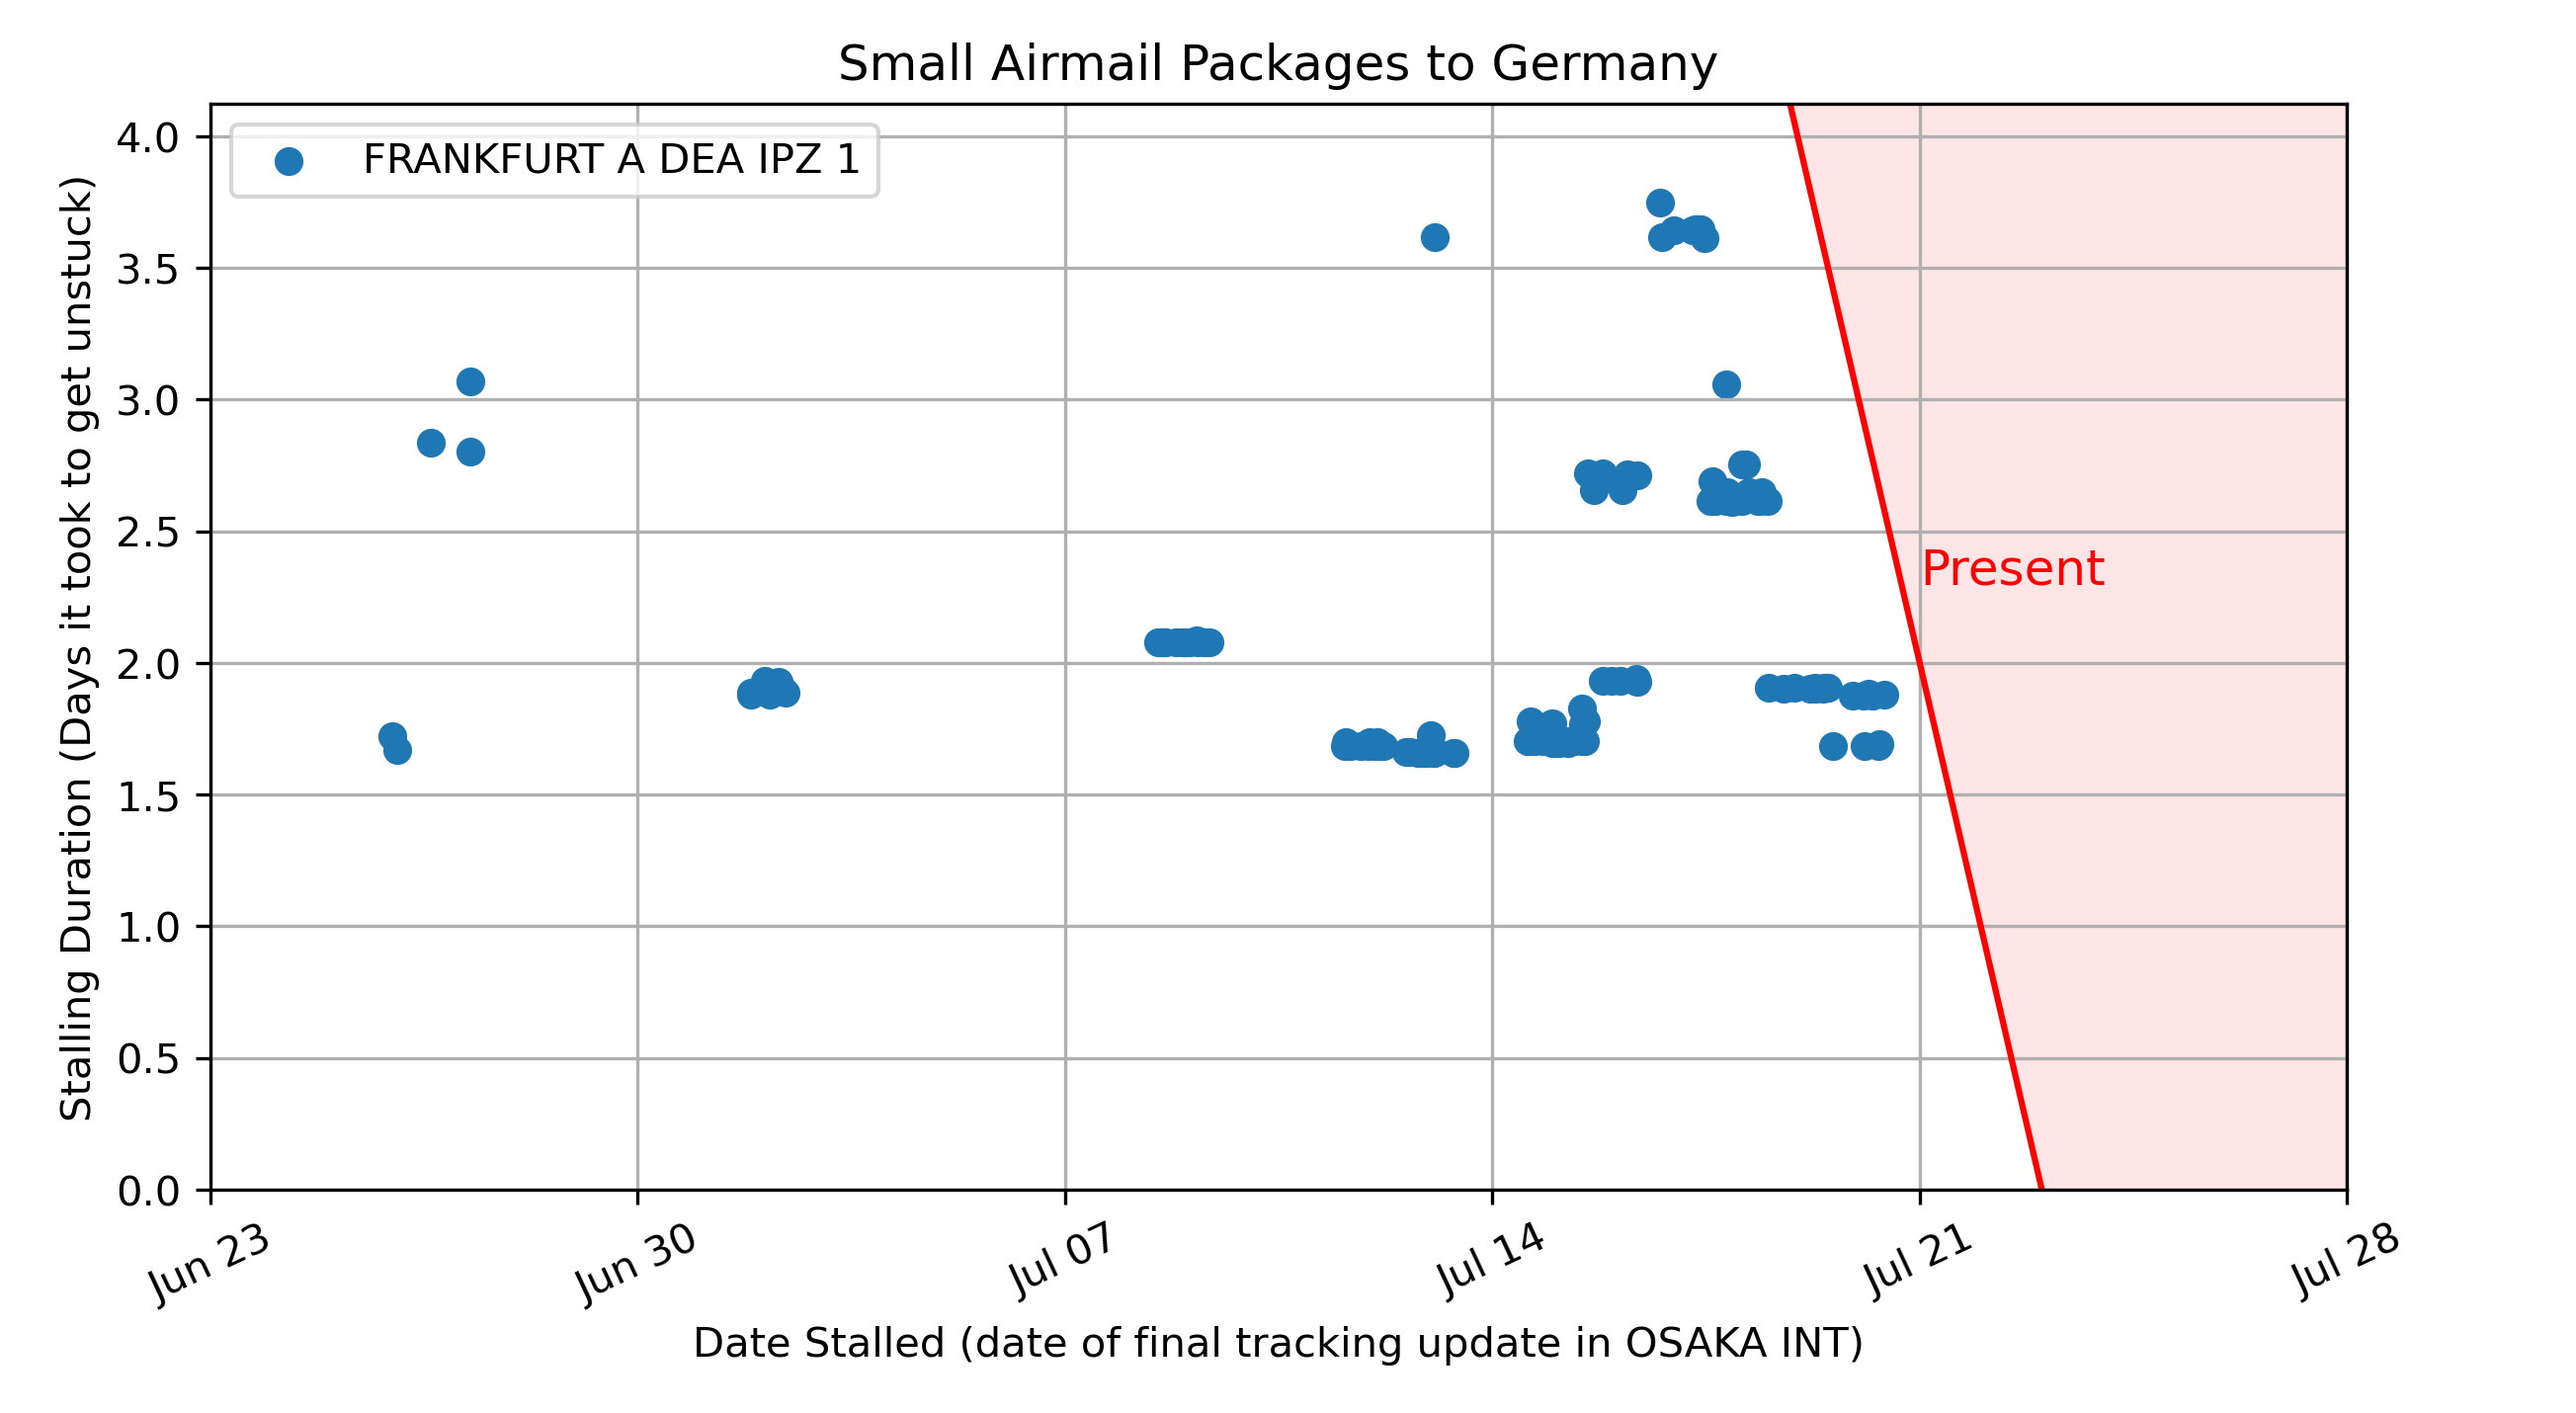 Small Airmail Packages to Germany
FRANKFURT A DEA IPZ 1
Stalling Duration (Days it took to get unstuck)
4.0
3.5
3.0
2.5
2.0
1.5
1.0
0.5
0.0
Present
Jun 23
Jun 30
Jul 07
Jul 14
Jul 21
Jul 28
Date Stalled (date of final tracking update in OSAKA INT)